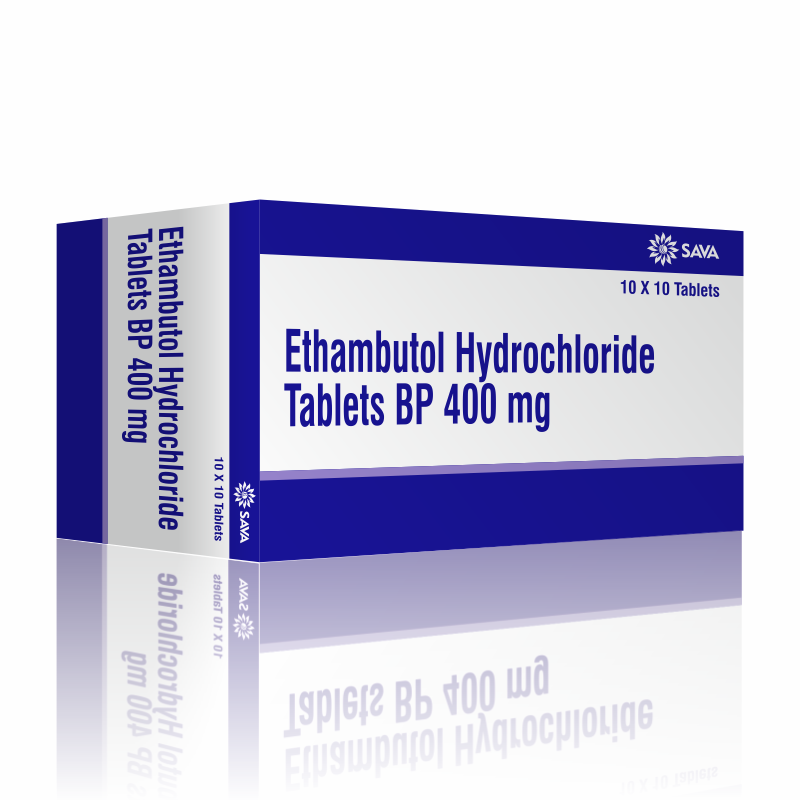 SAVA
10 X 10 Tablets
Ethambutol Hydrochloride
Tablets BP 400 mg
Ethambutol Hydrochloride
Tablets BP 400 mg
10 X 10 Tablets
SAVA